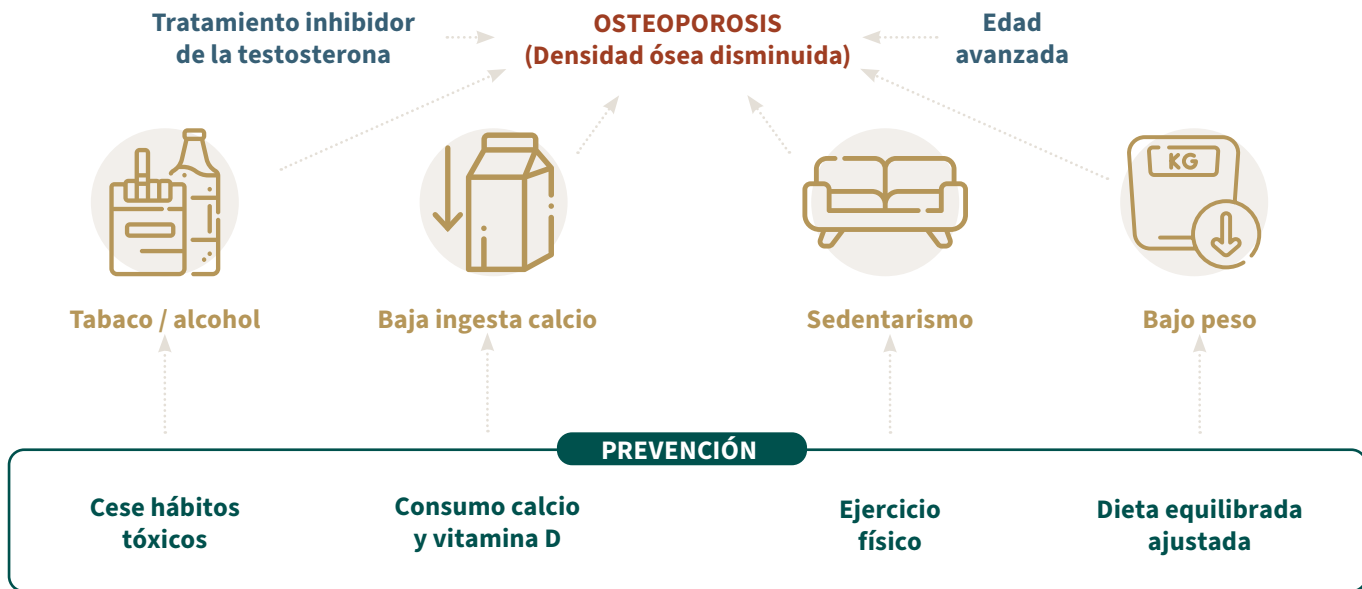 Tratamiento inhibidor
de la testosterona
OSTEOPOROSIS
(Densidad ósea disminuida)
Edad
avanzada
KG
Tabaco / alcohol
Baja ingesta calcio
Sedentarismo
Bajo peso
PREVENCIÓN
Cese hábitos
tóxicos
Consumo calcio
y vitamina D
Ejercicio
físico
Dieta equilibrada
ajustada